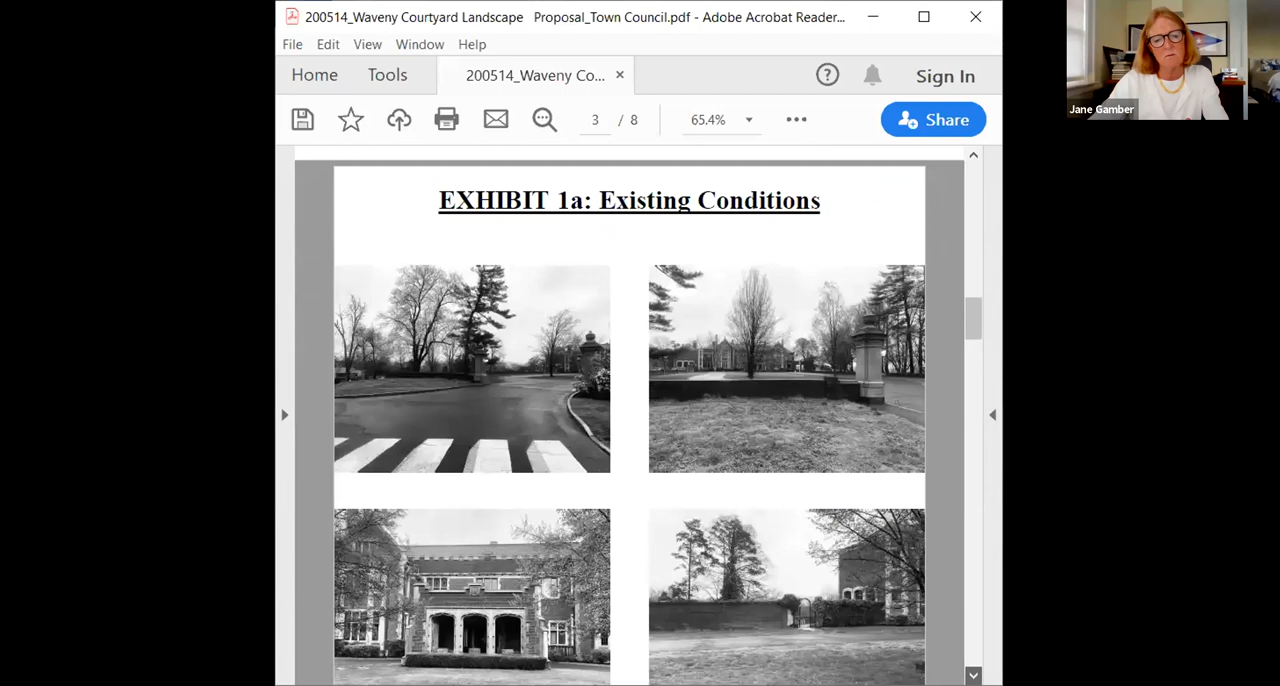 200514_Waveny Courtyard Landscape Proposal_Town Council.pdf - Adobe Acrobat Reader...
File Edit View Window Help
Home Tools 200514_Waveny Co... × ? Sign In
3 / 8 65.4% Share
EXHIBIT 1a: Existing Conditions
Jane Gamber